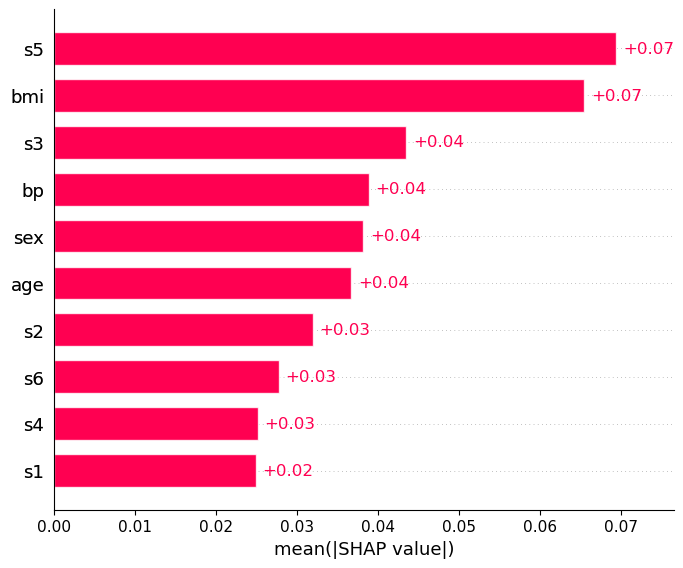 s5 +0.07
bmi +0.07
s3 +0.04
bp +0.04
sex +0.04
age +0.04
s2 +0.03
s6 +0.03
s4 +0.03
s1 +0.02
0.00 0.01 0.02 0.03 0.04 0.05 0.06 0.07
mean(|SHAP value|)